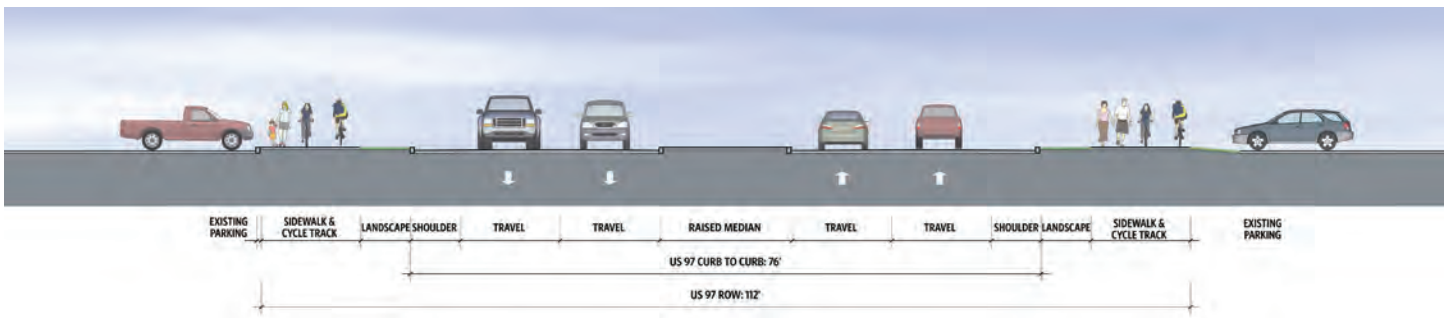 EXISTING
PARKING
SIDEWALK &
CYCLE TRACK
LANDSCAPE
SHOULDER
TRAVEL
TRAVEL
RAISED MEDIAN
TRAVEL
TRAVEL
SHOULDER
LANDSCAPE
SIDEWALK &
CYCLE TRACK
EXISTING
PARKING
US 97 CURB TO CURB: 76'
US 97 ROW: 112'